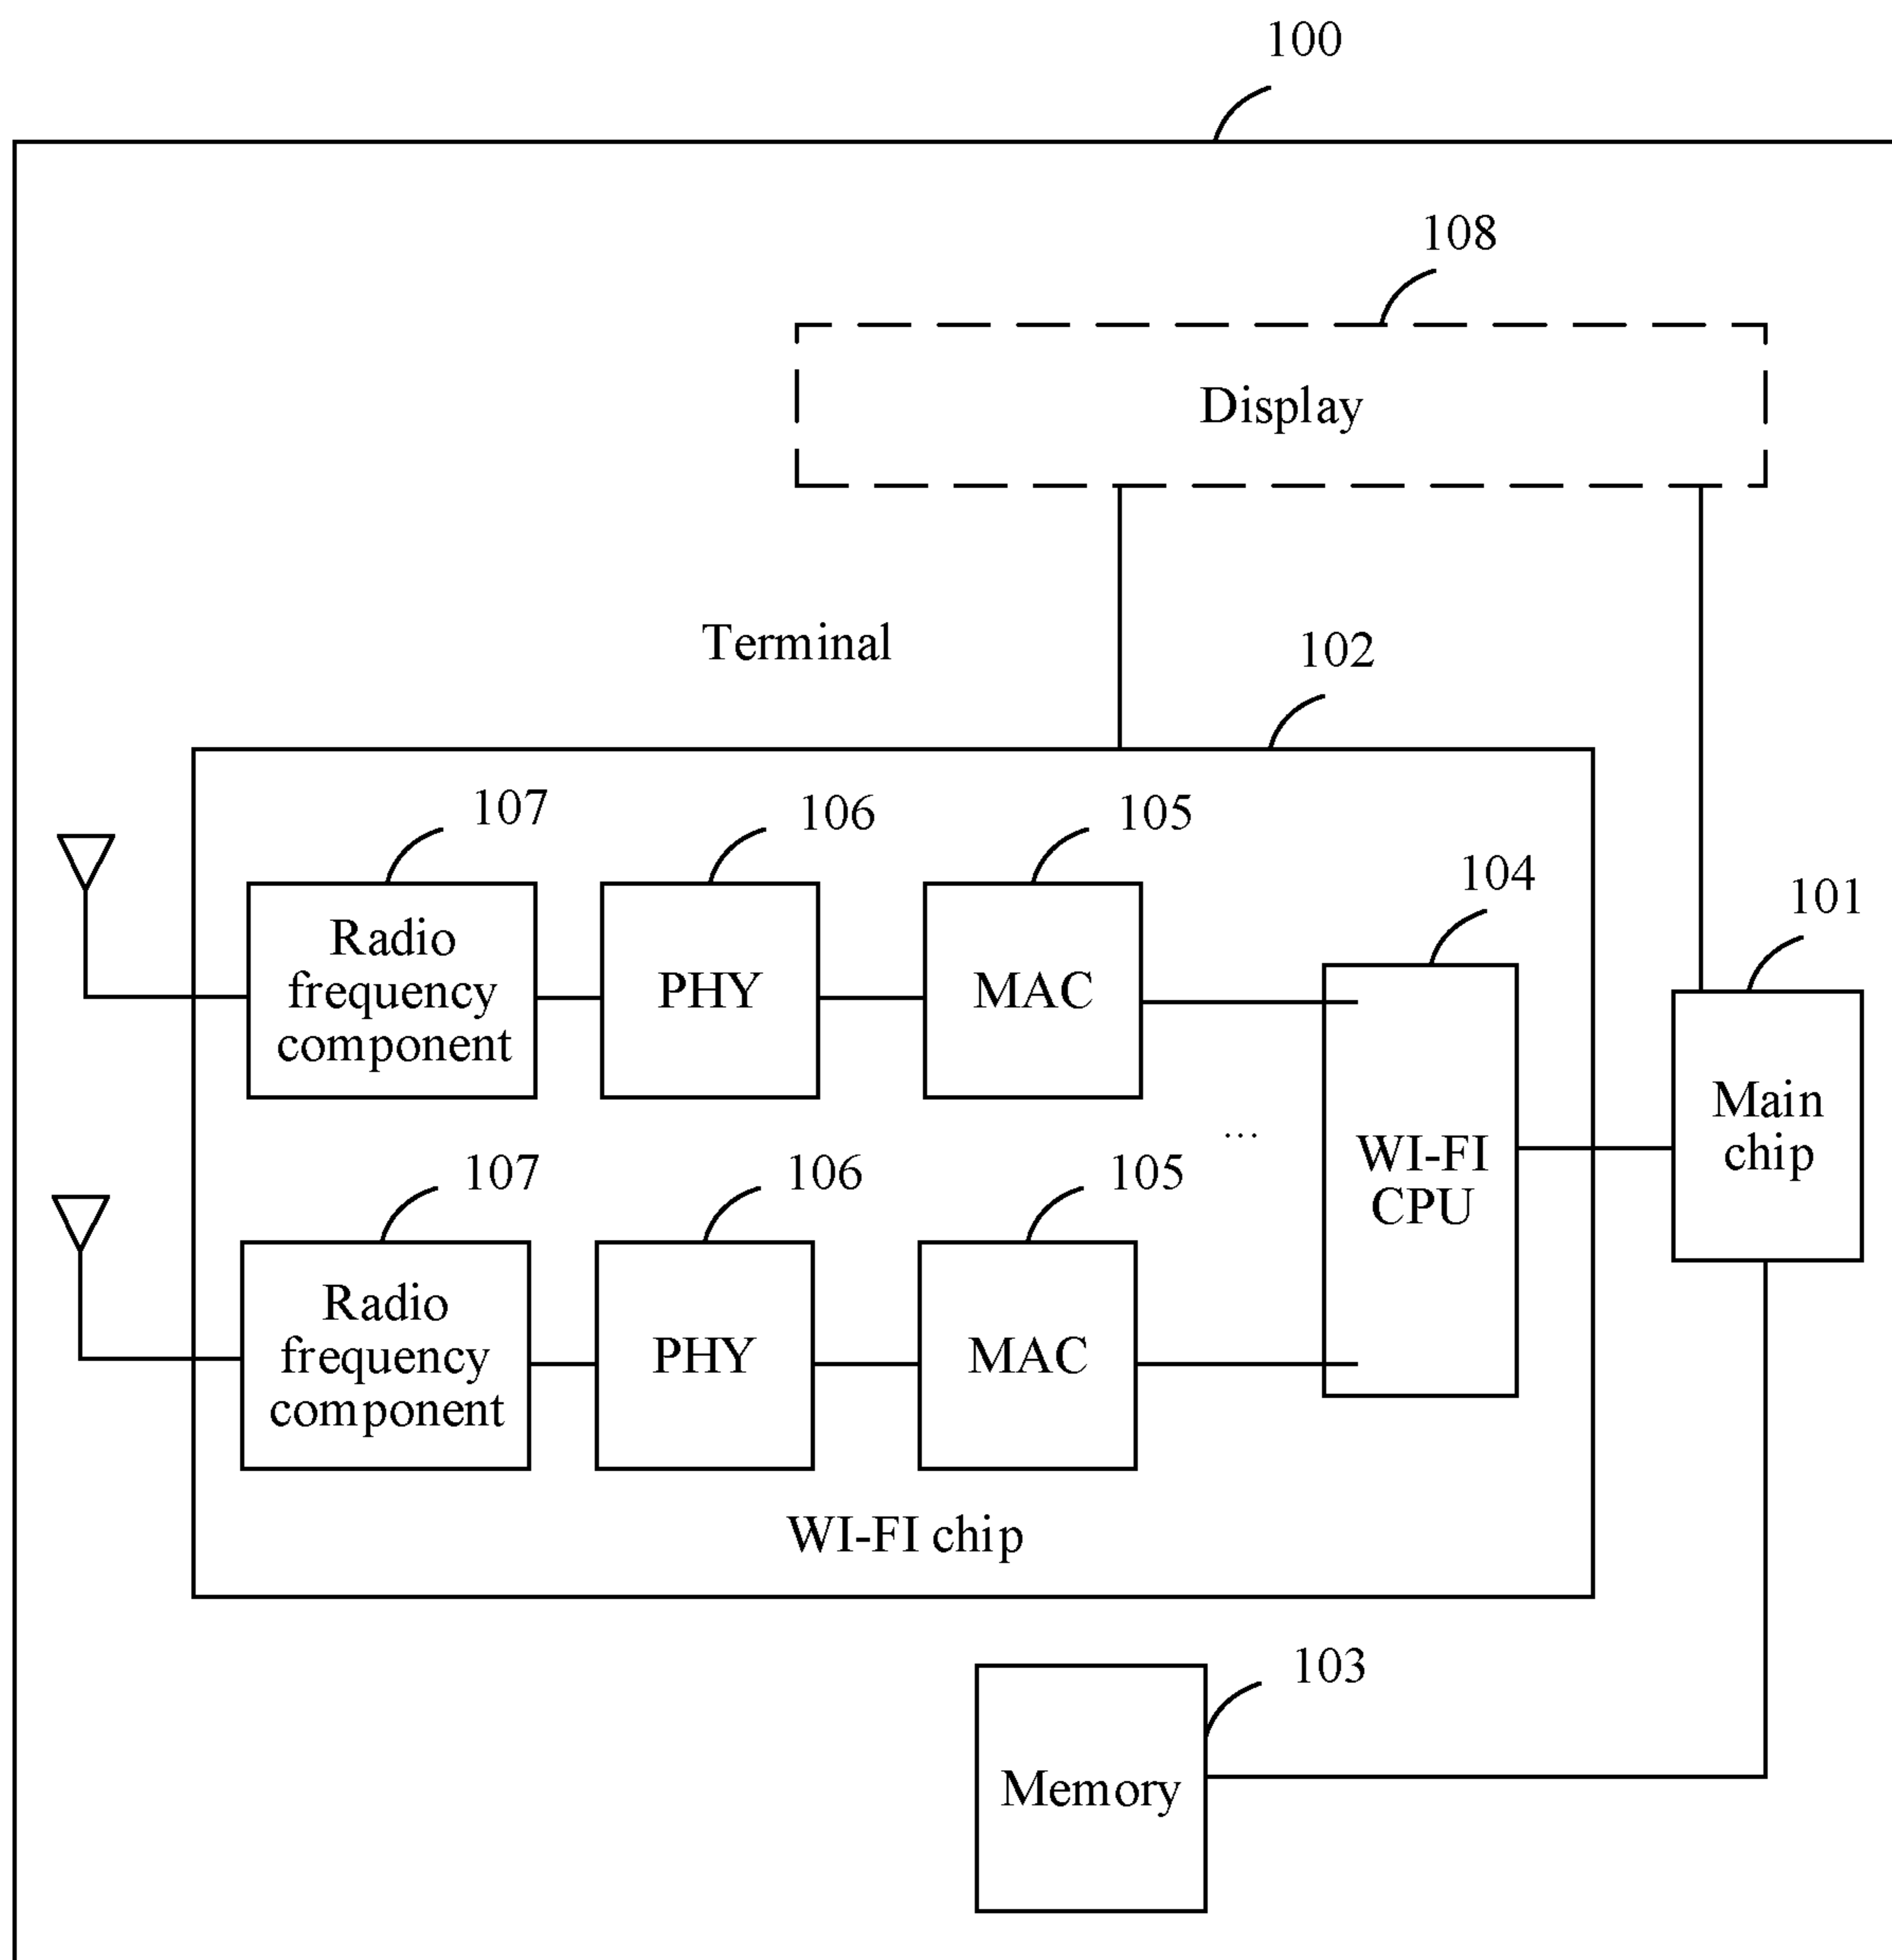 100
108
Display
Terminal
102
107
106
105
104
101
Radio
frequency
component
PHY
MAC
Main
chip
...
WI-FI
CPU
107
106
105
Radio
frequency
component
PHY
MAC
WI-FI chip
103
Memory